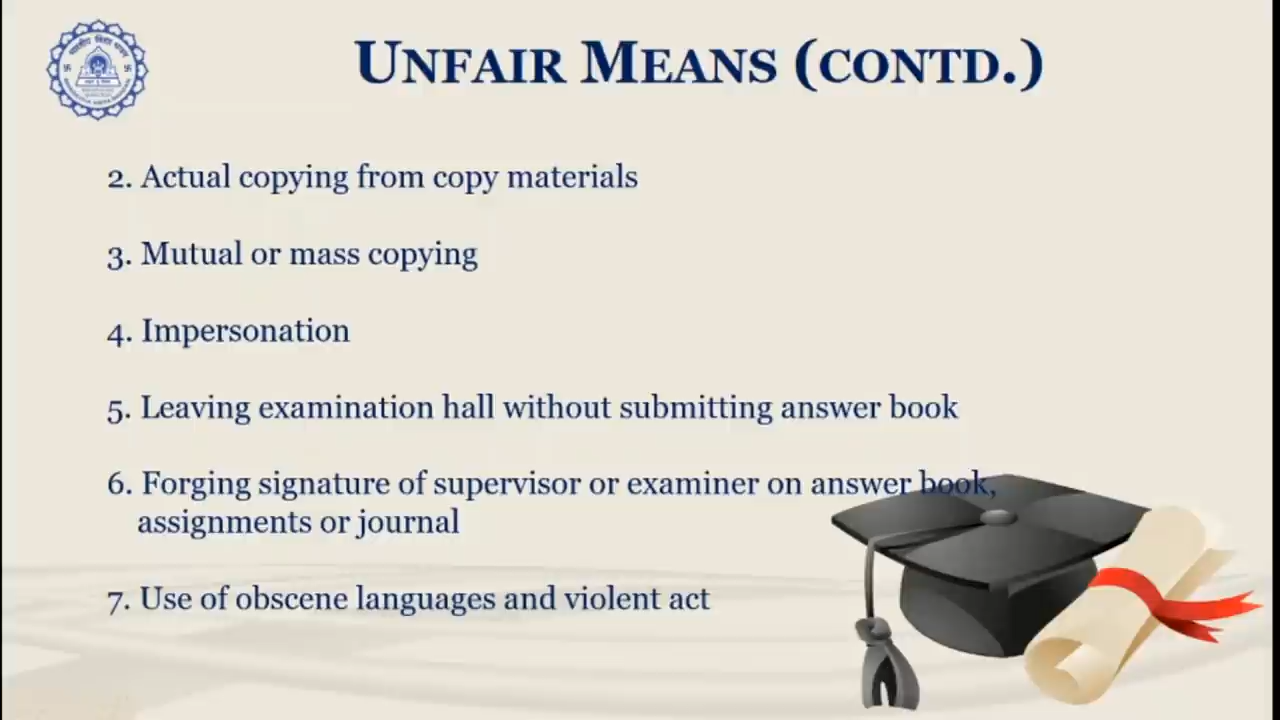 UNFAIR MEANS (CONTD.)
2. Actual copying from copy materials
3. Mutual or mass copying
4. Impersonation
5. Leaving examination hall without submitting answer book
6. Forging signature of supervisor or examiner on answer book,
assignments or journal
7. Use of obscene languages and violent act